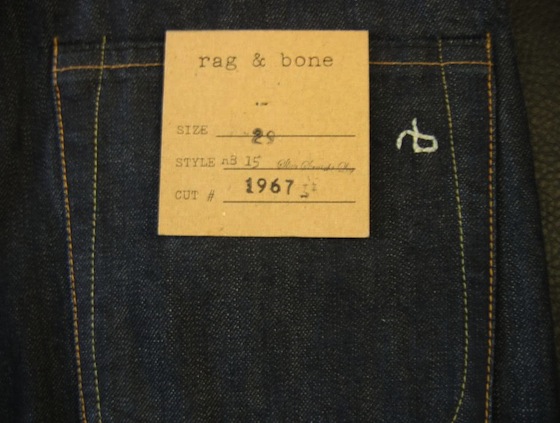 rag & bone
SIZE 29
STYLE RB 15
CUT # 1967